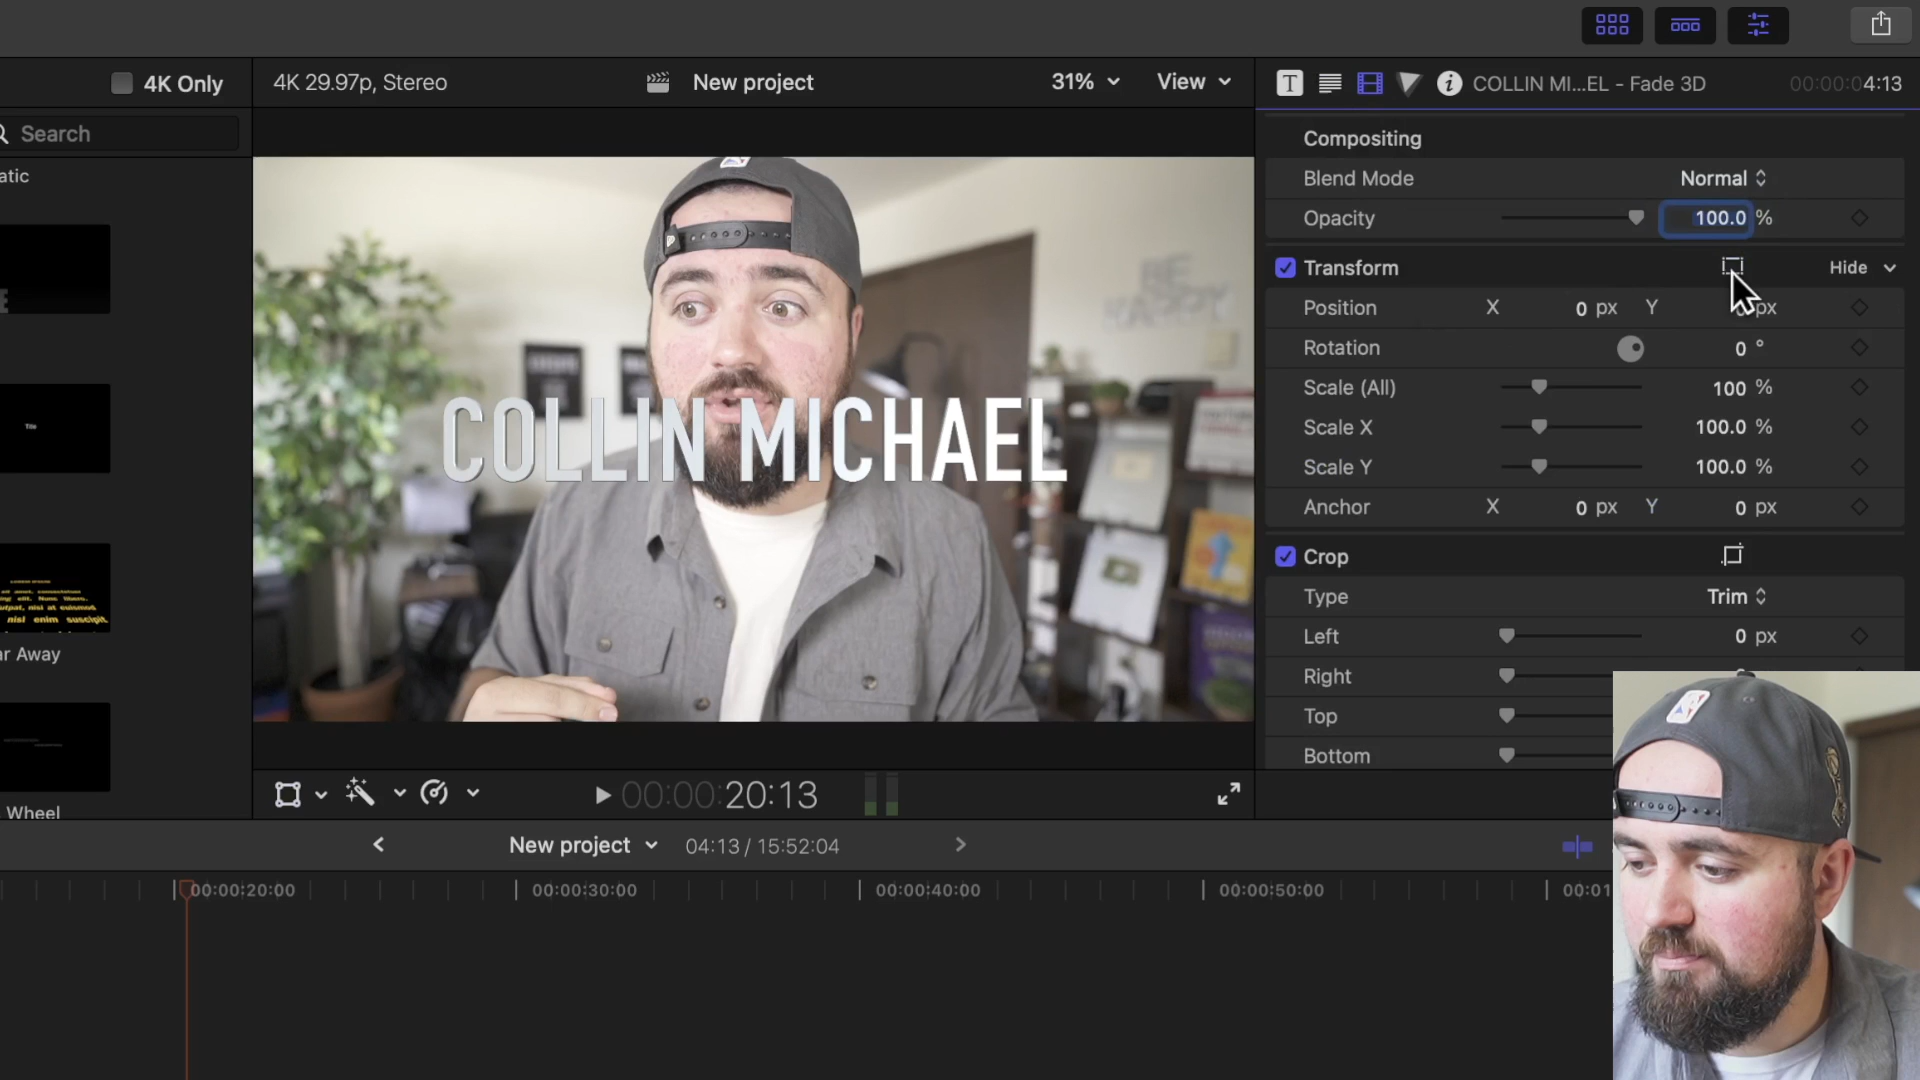 4K Only
4K 29.97p, Stereo
New project
31%
View
T
COLLIN MI...EL - Fade 3D
00:00:04:13
Search
atic
Title
ar Away
Wheel
BE
HAPPY
COLLIN MICHAEL
Compositing
Blend Mode Normal
Opacity 100.0 %
Transform Hide
Position X 0 px Y px
Rotation 0 °
Scale (All) 100 %
Scale X 100.0 %
Scale Y 100.0 %
Anchor X 0 px Y 0 px
Crop
Type Trim
Left 0 px
Right
Top
Bottom
00:00:20:13
New project 04:13 / 15:52:04
00:00:20:00 00:00:30:00 00:00:40:00 00:00:50:00 00:01